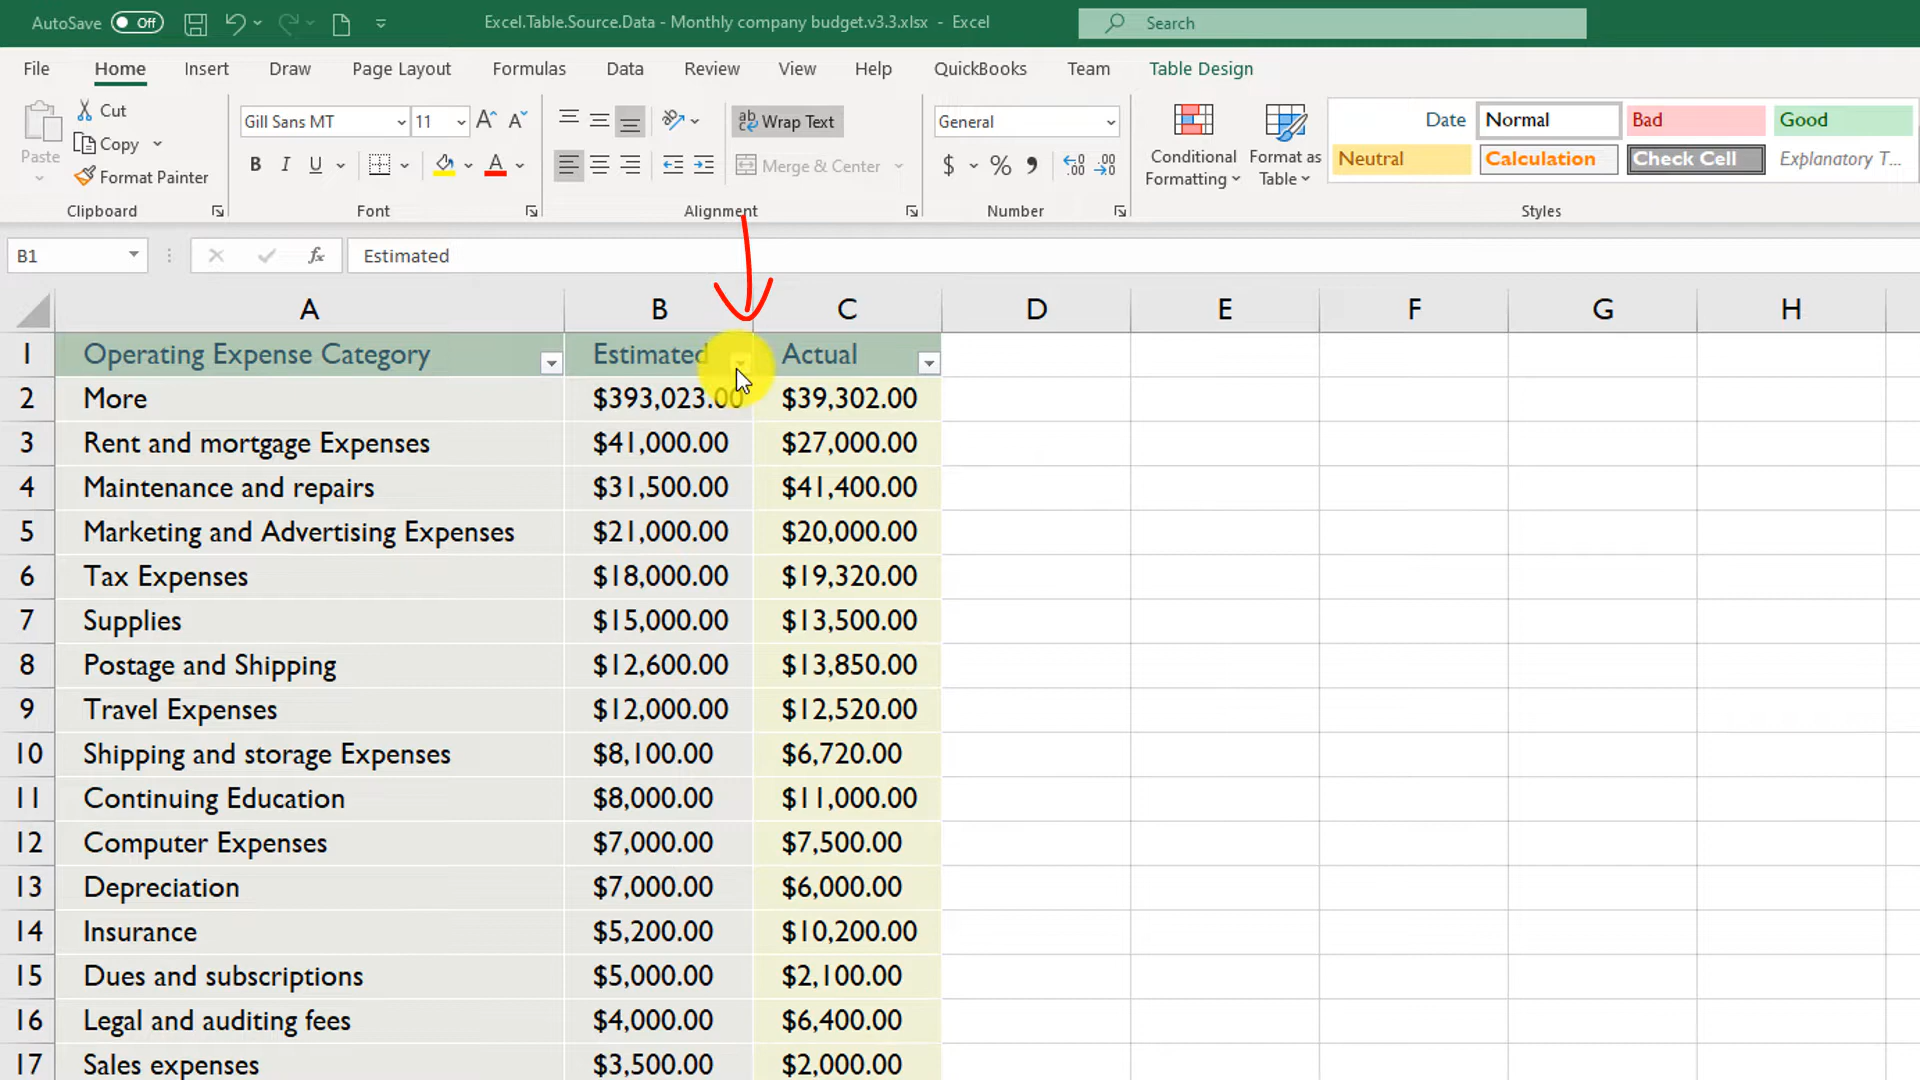 AutoSave Off Excel.Table.Source.Data - Monthly company budget.v3.3.xlsx - Excel Search
File Home Insert Draw Page Layout Formulas Data Review View Help QuickBooks Team Table Design
Paste
Cut
Copy
Format Painter
Clipboard
Gill Sans MT 11
B I U
Font
ab Wrap Text
Merge & Center
Alignment
General
$ % 9
Number
Conditional Formatting
Format as Table
Date Normal Bad Good
Neutral Calculation Check Cell Explanatory T...
Styles
B1 fx Estimated
A B C D E F G H
1 Operating Expense Category Estimated Actual
2 More $393,023.00 $39,302.00
3 Rent and mortgage Expenses $41,000.00 $27,000.00
4 Maintenance and repairs $31,500.00 $41,400.00
5 Marketing and Advertising Expenses $21,000.00 $20,000.00
6 Tax Expenses $18,000.00 $19,320.00
7 Supplies $15,000.00 $13,500.00
8 Postage and Shipping $12,600.00 $13,850.00
9 Travel Expenses $12,000.00 $12,520.00
10 Shipping and storage Expenses $8,100.00 $6,720.00
11 Continuing Education $8,000.00 $11,000.00
12 Computer Expenses $7,000.00 $7,500.00
13 Depreciation $7,000.00 $6,000.00
14 Insurance $5,200.00 $10,200.00
15 Dues and subscriptions $5,000.00 $2,100.00
16 Legal and auditing fees $4,000.00 $6,400.00
17 Sales expenses $3,500.00 $2,000.00